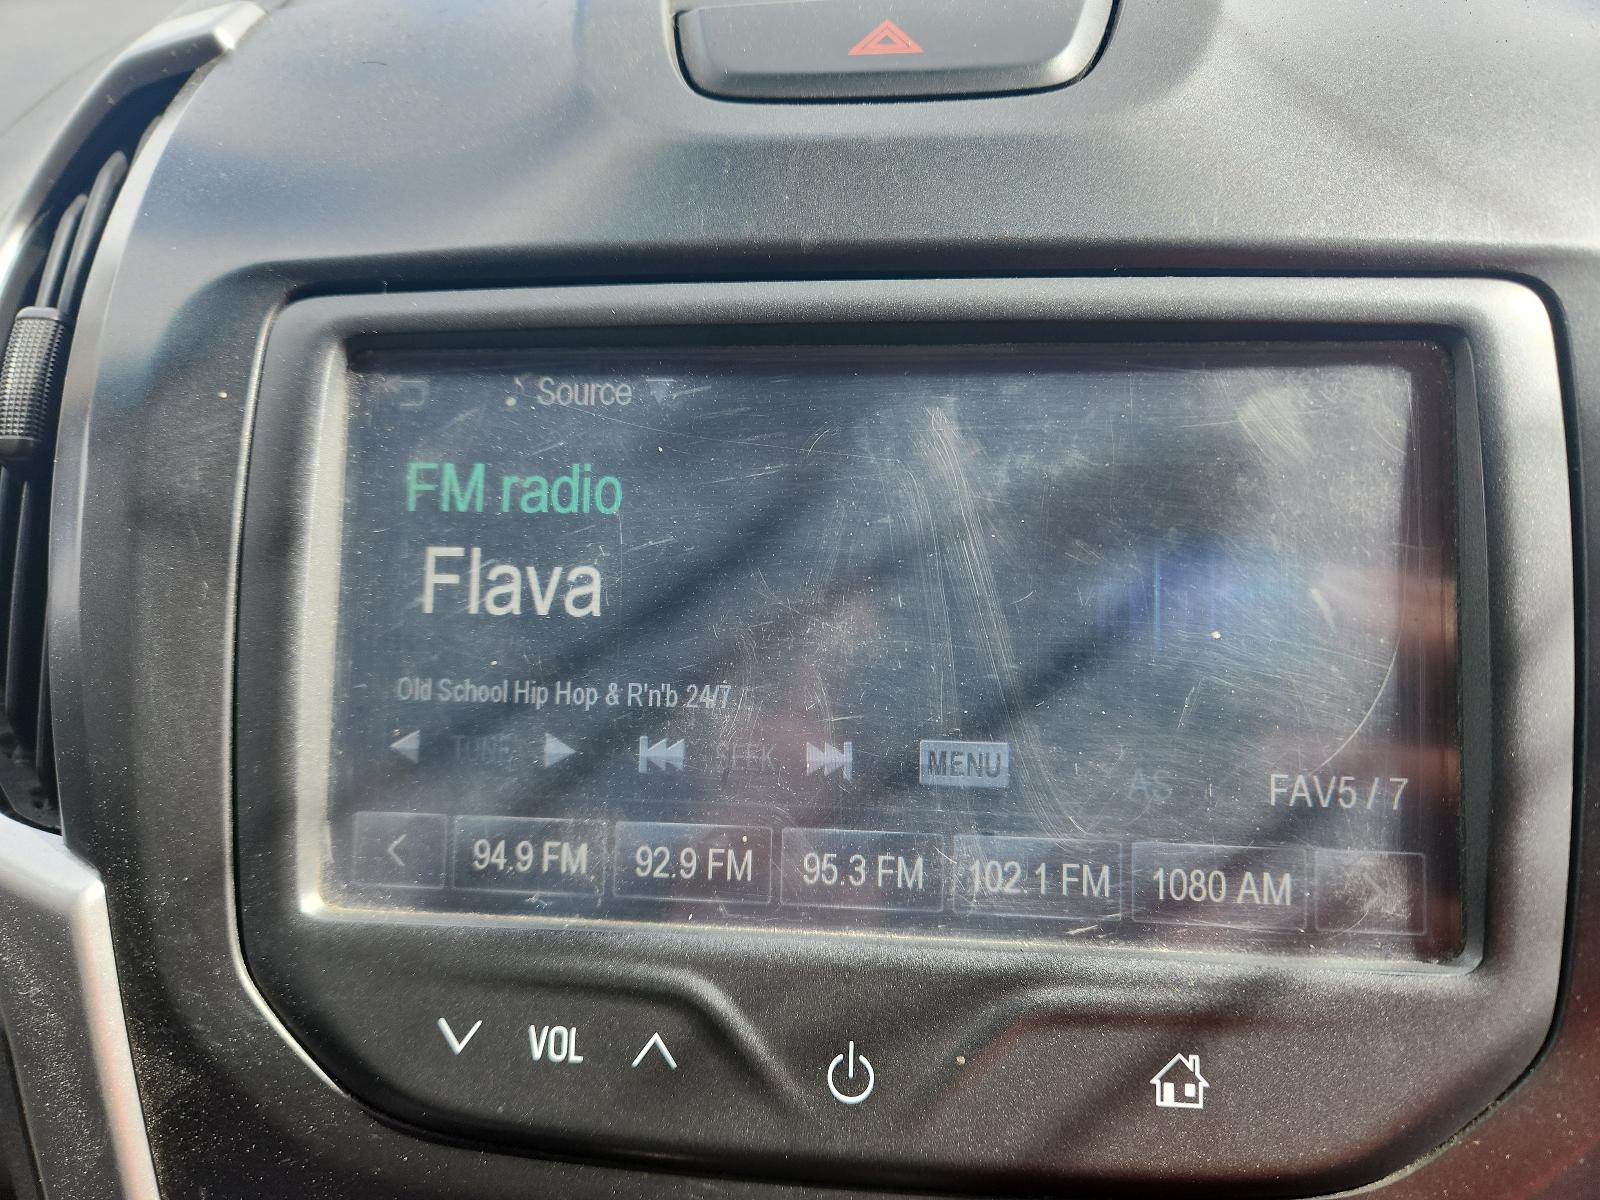 Source
FM radio
Flava
Old School Hip Hop & R'n'b 24/7
TUNE SEEK MENU AS FAV5 / 7
94.9 FM 92.9 FM 95.3 FM 102.1 FM 1080 AM
VOL